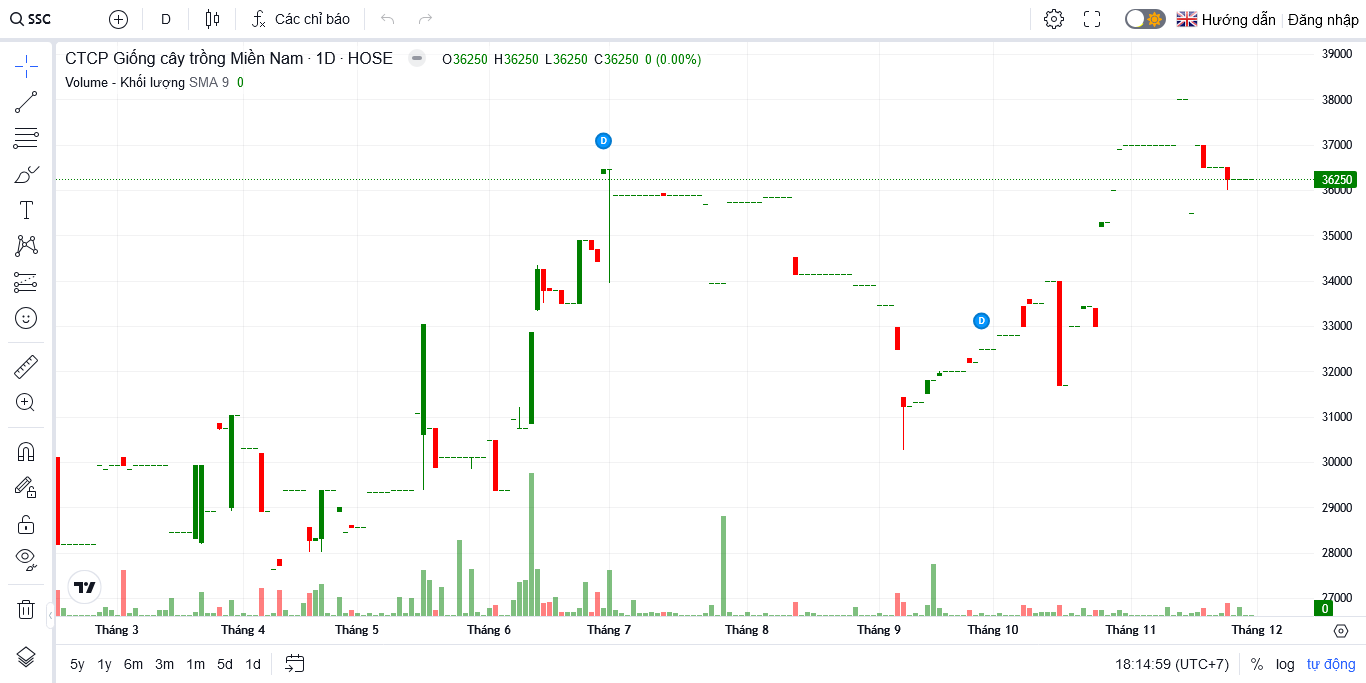 SSC D Các chỉ báo Hướng dẫn Đăng nhập
CTCP Giống cây trồng Miền Nam · 1D · HOSE O36250 H36250 L36250 C36250 0 (0.00%)
Volume - Khối lượng SMA 9 0
39000
38000
37000
D
36250
36000
35000
34000
D
33000
32000
31000
30000
29000
28000
27000
0
Tháng 3 Tháng 4 Tháng 5 Tháng 6 Tháng 7 Tháng 8 Tháng 9 Tháng 10 Tháng 11 Tháng 12
5y 1y 6m 3m 1m 5d 1d 18:14:59 (UTC+7) % log tự động